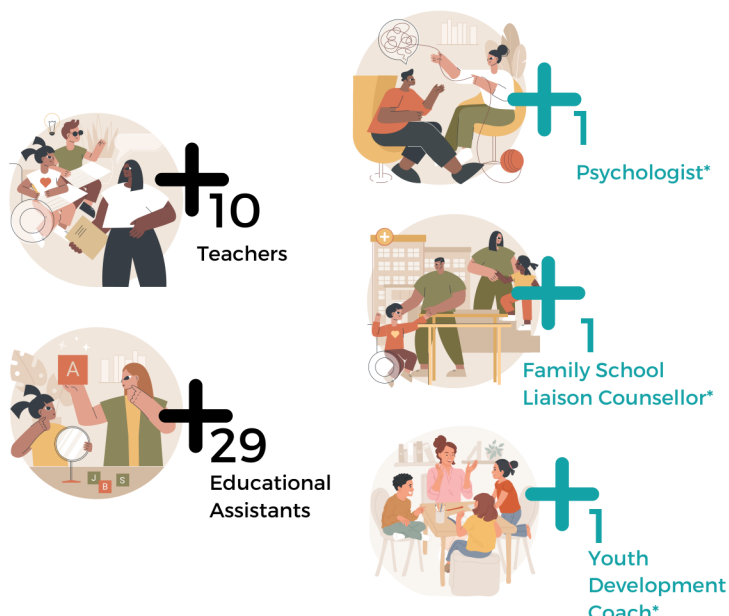 +10
Teachers
+29
Educational
Assistants
+1
Psychologist*
+1
Family School
Liaison Counsellor*
+1
Youth
Development
Coach*
A
J
B
S